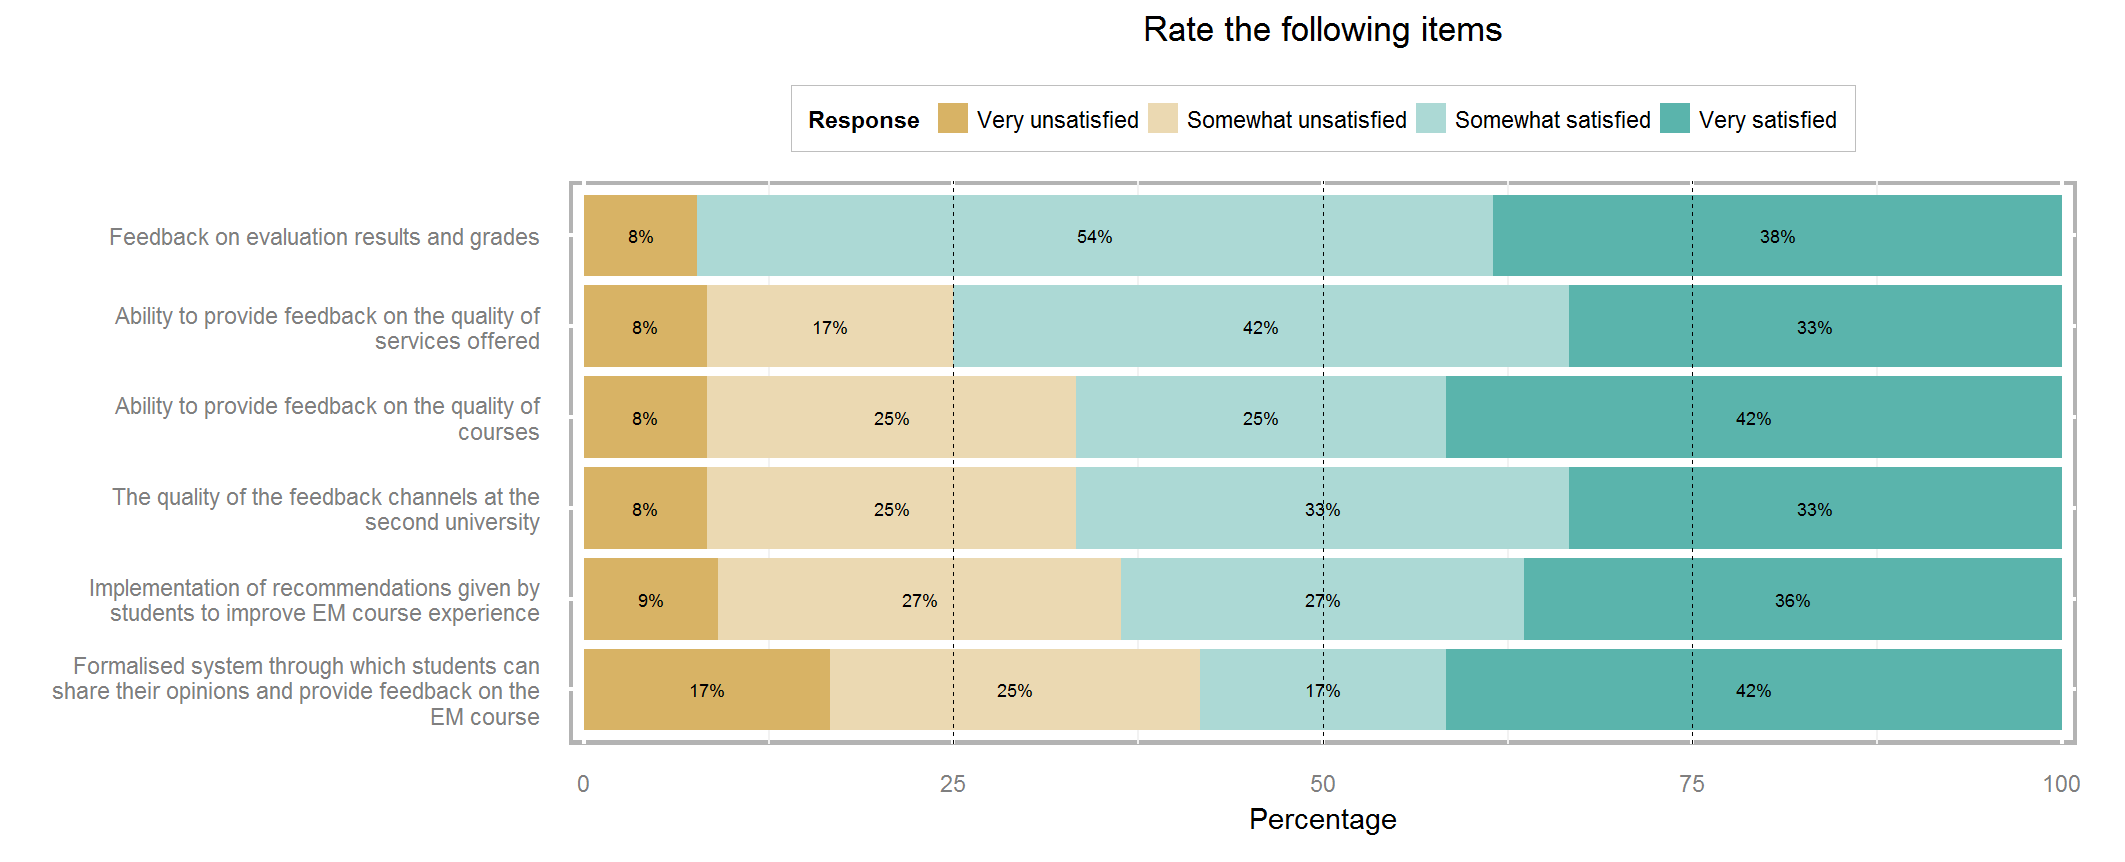 Rate the following items
Response Very unsatisfied Somewhat unsatisfied Somewhat satisfied Very satisfied
Feedback on evaluation results and grades
8% 54% 38%
Ability to provide feedback on the quality of
services offered
8% 17% 42% 33%
Ability to provide feedback on the quality of
courses
8% 25% 25% 42%
The quality of the feedback channels at the
second university
8% 25% 33% 33%
Implementation of recommendations given by
students to improve EM course experience
9% 27% 27% 36%
Formalised system through which students can
share their opinions and provide feedback on the
EM course
17% 25% 17% 42%
0 25 50 75 100
Percentage